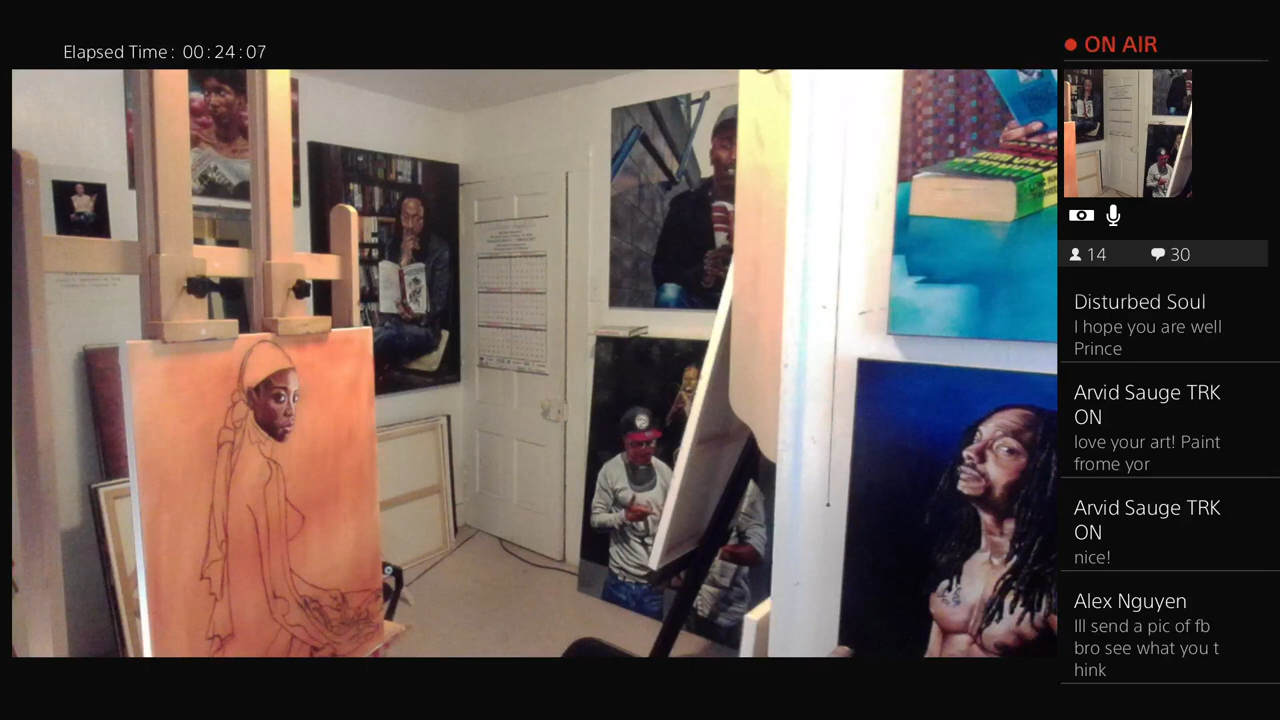 Elapsed Time: 00:24:07
ON AIR
14
30
Disturbed Soul
I hope you are well
Prince
Arvid Sauge TRK
ON
love your art! Paint
frome yor
Arvid Sauge TRK
ON
nice!
Alex Nguyen
Ill send a pic of fb
bro see what you t
hink